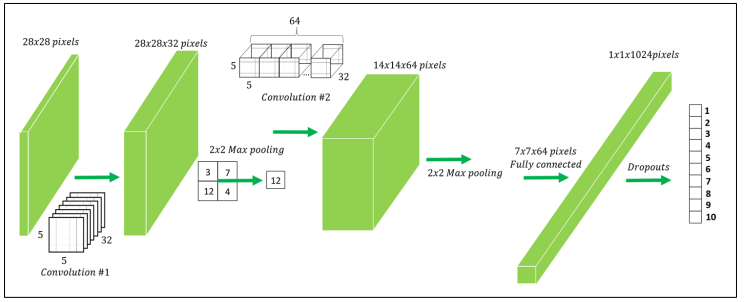 28x28 pixels
5
5
32
Convolution #1
28x28x32 pixels
2x2 Max pooling
3 7
12 4
12
64
5
5
...
32
Convolution #2
14x14x64 pixels
2x2 Max pooling
7x7x64 pixels
Fully connected
1x1x1024pixels
Dropouts
1
2
3
4
5
6
7
8
9
10